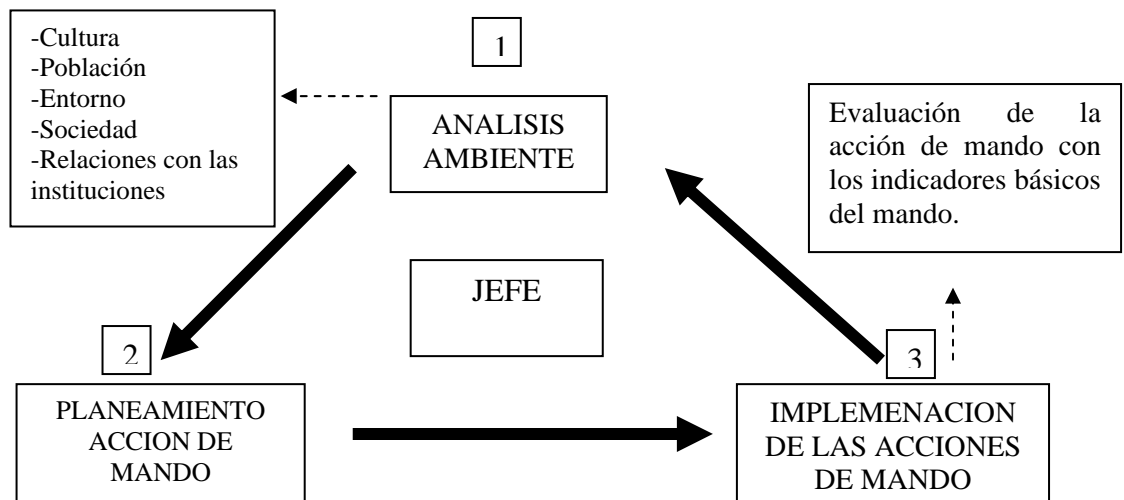 -Cultura
-Población
-Entorno
-Sociedad
-Relaciones con las
instituciones
1
ANALISIS
AMBIENTE
Evaluación de la
acción de mando con
los indicadores básicos
del mando.
JEFE
2
PLANEAMIENTO
ACCION DE
MANDO
3
IMPLEMENACION
DE LAS ACCIONES
DE MANDO